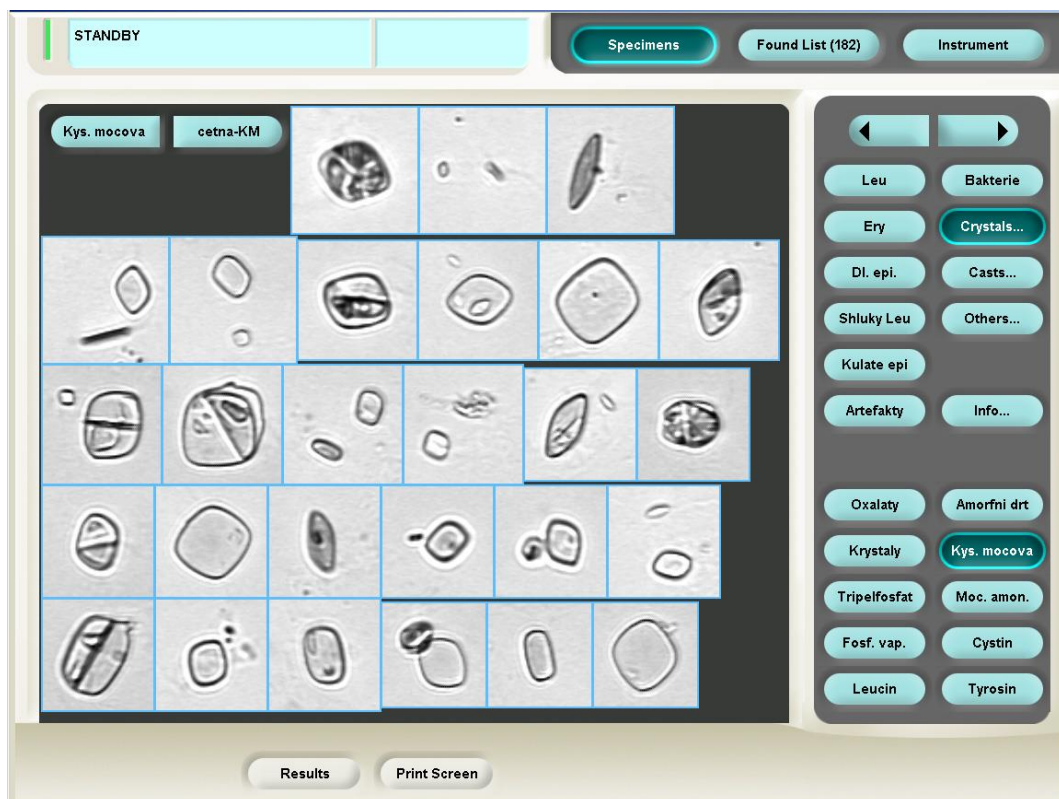 STANDBY
Specimens
Found List (182)
Instrument
Kys. mocova
cetna-KM
Leu
Bakterie
Ery
Crystals...
Dl. epi.
Casts...
Shluky Leu
Others...
Kulate epi
Artefakty
Info...
Oxalaty
Amorfni drt
Krystaly
Kys. mocova
Tripelfosfat
Moc. amon.
Fosf. vap.
Cystin
Leucin
Tyrosin
Results
Print Screen